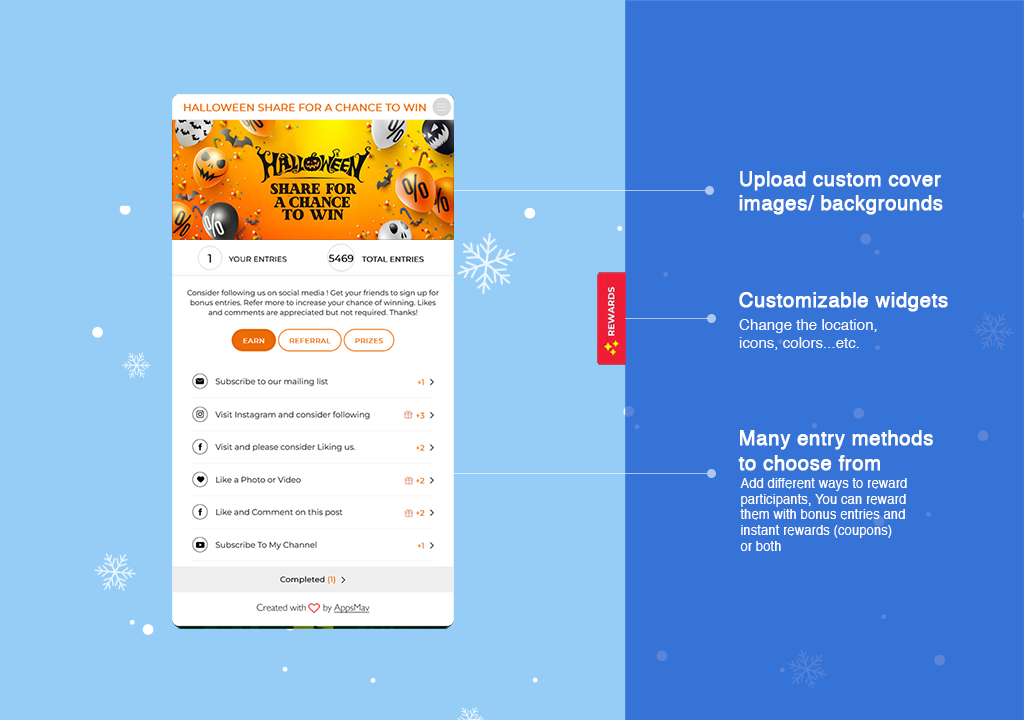 HALLOWEEN SHARE FOR A CHANCE TO WIN
HALLOWEEN
SHARE FOR
A CHANCE
TO WIN
%
%
%
%
%
%
1 YOUR ENTRIES 5469 TOTAL ENTRIES
Consider following us on social media ! Get your friends to sign up for
bonus entries. Refer more to increase your chance of winning. Likes
and comments are appreciated but not required. Thanks!
EARN REFERRAL PRIZES
Subscribe to our mailing list +1
Visit Instagram and consider following +3
Visit and please consider Liking us. +2
Like a Photo or Video +2
Like and Comment on this post +2
Subscribe To My Channel +1
Completed (1)
Created with by AppsMav
REWARDS
Upload custom cover
images/ backgrounds
Customizable widgets
Change the location,
icons, colors...etc.
Many entry methods
to choose from
Add different ways to reward
participants, You can reward
them with bonus entries and
instant rewards (coupons)
or both